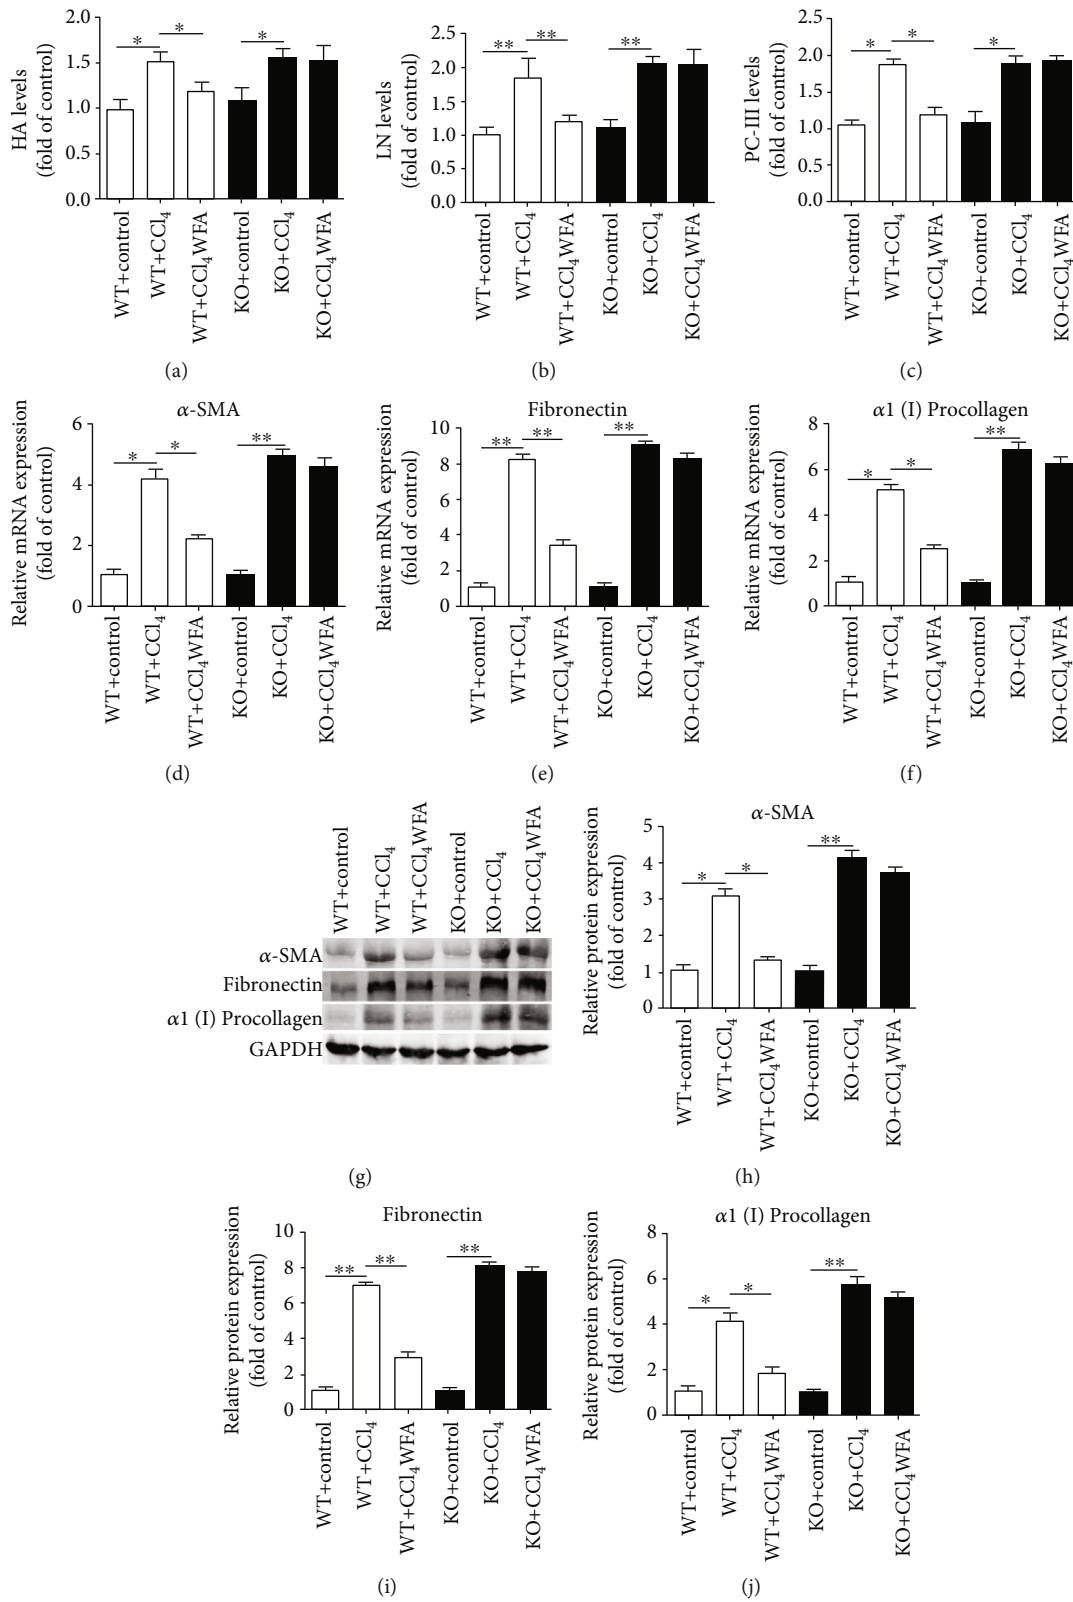 HA levels
(fold of control)
2.0
1.5
1.0
0.5
0.0
* * *
WT+control
WT+CCl4
WT+CCl4WFA
KO+control
KO+CCl4
KO+CCl4WFA
(a)
LN levels
(fold of control)
2.5
2.0
1.5
1.0
0.5
0.0
** ** **
WT+control
WT+CCl4
WT+CCl4WFA
KO+control
KO+CCl4
KO+CCl4WFA
(b)
PC-III levels
(fold of control)
2.5
2.0
1.5
1.0
0.5
0.0
* * *
WT+control
WT+CCl4
WT+CCl4WFA
KO+control
KO+CCl4
KO+CCl4WFA
(c)
α-SMA
Relative mRNA expression
(fold of control)
6
4
2
0
* * **
WT+control
WT+CCl4
WT+CCl4WFA
KO+control
KO+CCl4
KO+CCl4WFA
(d)
Fibronectin
Relative mRNA expression
(fold of control)
10
8
6
4
2
0
** ** **
WT+control
WT+CCl4
WT+CCl4WFA
KO+control
KO+CCl4
KO+CCl4WFA
(e)
α1 (I) Procollagen
Relative mRNA expression
(fold of control)
8
6
4
2
0
* * **
WT+control
WT+CCl4
WT+CCl4WFA
KO+control
KO+CCl4
KO+CCl4WFA
(f)
WT+control
WT+CCl4
WT+CCl4WFA
KO+control
KO+CCl4
KO+CCl4WFA
α-SMA
Fibronectin
α1 (I) Procollagen
GAPDH
(g)
α-SMA
Relative protein expression
(fold of control)
5
4
3
2
1
0
* * **
WT+control
WT+CCl4
WT+CCl4WFA
KO+control
KO+CCl4
KO+CCl4WFA
(h)
Fibronectin
Relative protein expression
(fold of control)
10
8
6
4
2
0
** ** **
WT+control
WT+CCl4
WT+CCl4WFA
KO+control
KO+CCl4
KO+CCl4WFA
(i)
α1 (I) Procollagen
Relative protein expression
(fold of control)
8
6
4
2
0
* * **
WT+control
WT+CCl4
WT+CCl4WFA
KO+control
KO+CCl4
KO+CCl4WFA
(j)